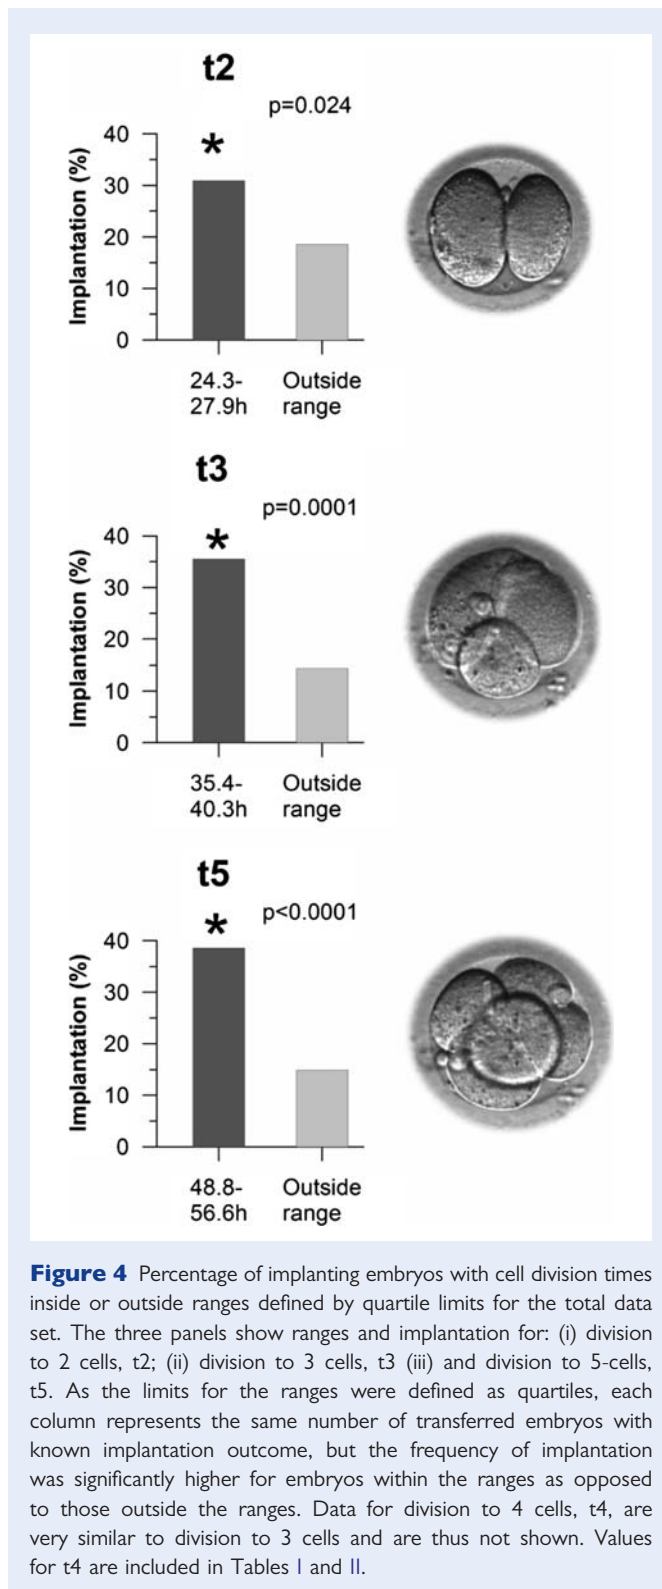 t2
p=0.024
*
Implantation (%)
40
30
20
10
0
24.3-
27.9h
Outside
range
t3
p=0.0001
*
Implantation (%)
40
30
20
10
0
35.4-
40.3h
Outside
range
t5
p<0.0001
*
Implantation (%)
40
30
20
10
0
48.8-
56.6h
Outside
range
Figure 4 Percentage of implanting embryos with cell division times
inside or outside ranges defined by quartile limits for the total data
set. The three panels show ranges and implantation for: (i) division
to 2 cells, t2; (ii) division to 3 cells, t3 (iii) and division to 5-cells,
t5. As the limits for the ranges were defined as quartiles, each
column represents the same number of transferred embryos with
known implantation outcome, but the frequency of implantation
was significantly higher for embryos within the ranges as opposed
to those outside the ranges. Data for division to 4 cells, t4, are
very similar to division to 3 cells and are thus not shown. Values
for t4 are included in Tables I and II.